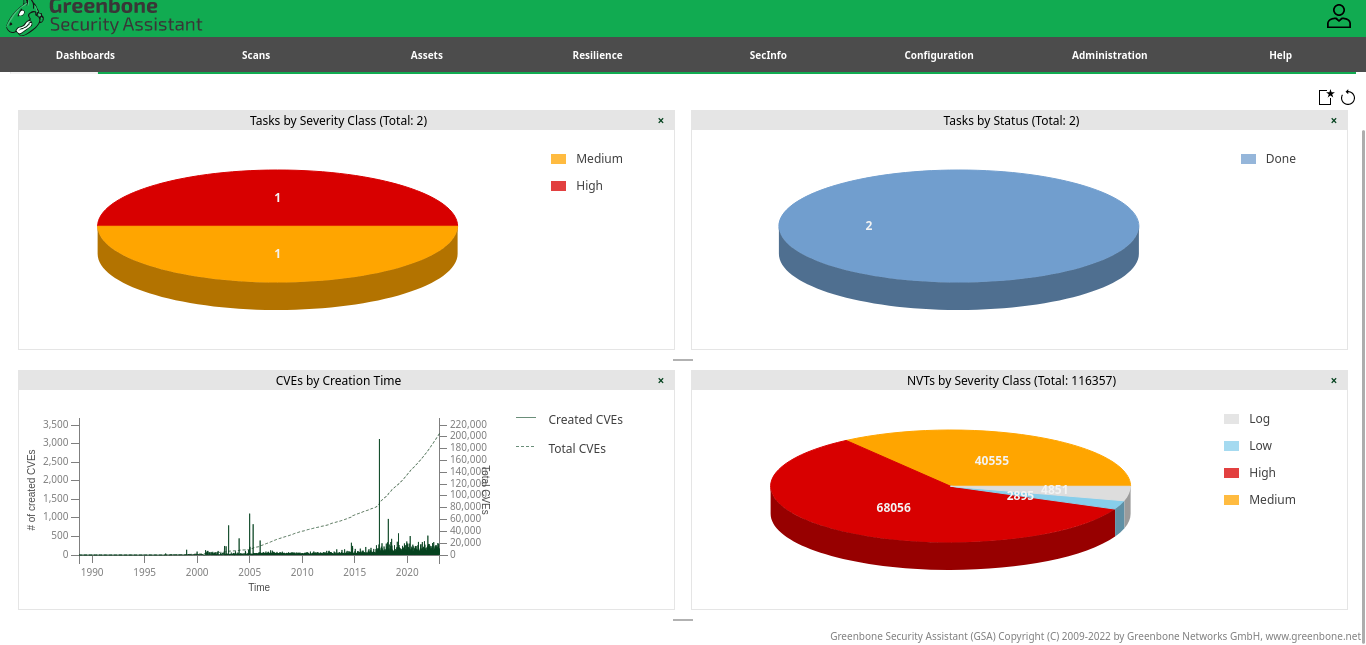 Greenbone
Security Assistant
Dashboards Scans Assets Resilience SecInfo Configuration Administration Help
Tasks by Severity Class (Total: 2) ×
1
1
Medium
High
Tasks by Status (Total: 2) ×
2
Done
CVEs by Creation Time ×
# of created CVEs
3,500
3,000
2,500
2,000
1,500
1,000
500
0
1990 1995 2000 2005 2010 2015 2020
Time
220,000
200,000
180,000
160,000
140,000
120,000
100,000
80,000
60,000
40,000
20,000
0
Total CVEs
Created CVEs
Total CVEs
NVTs by Severity Class (Total: 116357) ×
40555
4851
2895
68056
Log
Low
High
Medium
Greenbone Security Assistant (GSA) Copyright (C) 2009-2022 by Greenbone Networks GmbH, www.greenbone.net